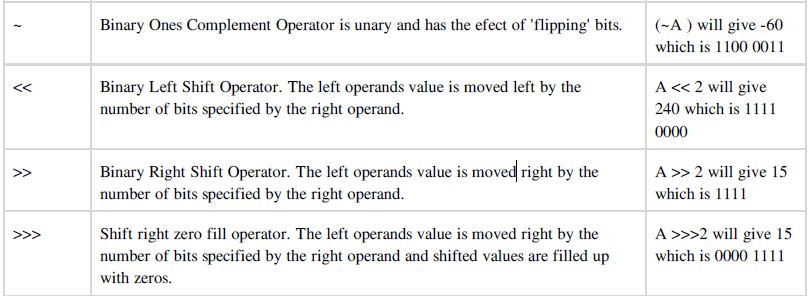 ~ Binary Ones Complement Operator is unary and has the efect of 'flipping' bits. (~A ) will give -60
which is 1100 0011
<< Binary Left Shift Operator. The left operands value is moved left by the A << 2 will give
number of bits specified by the right operand. 240 which is 1111
0000
>> Binary Right Shift Operator. The left operands value is moved right by the A >> 2 will give 15
number of bits specified by the right operand. which is 1111
>>> Shift right zero fill operator. The left operands value is moved right by the A >>>2 will give 15
number of bits specified by the right operand and shifted values are filled up which is 0000 1111
with zeros.